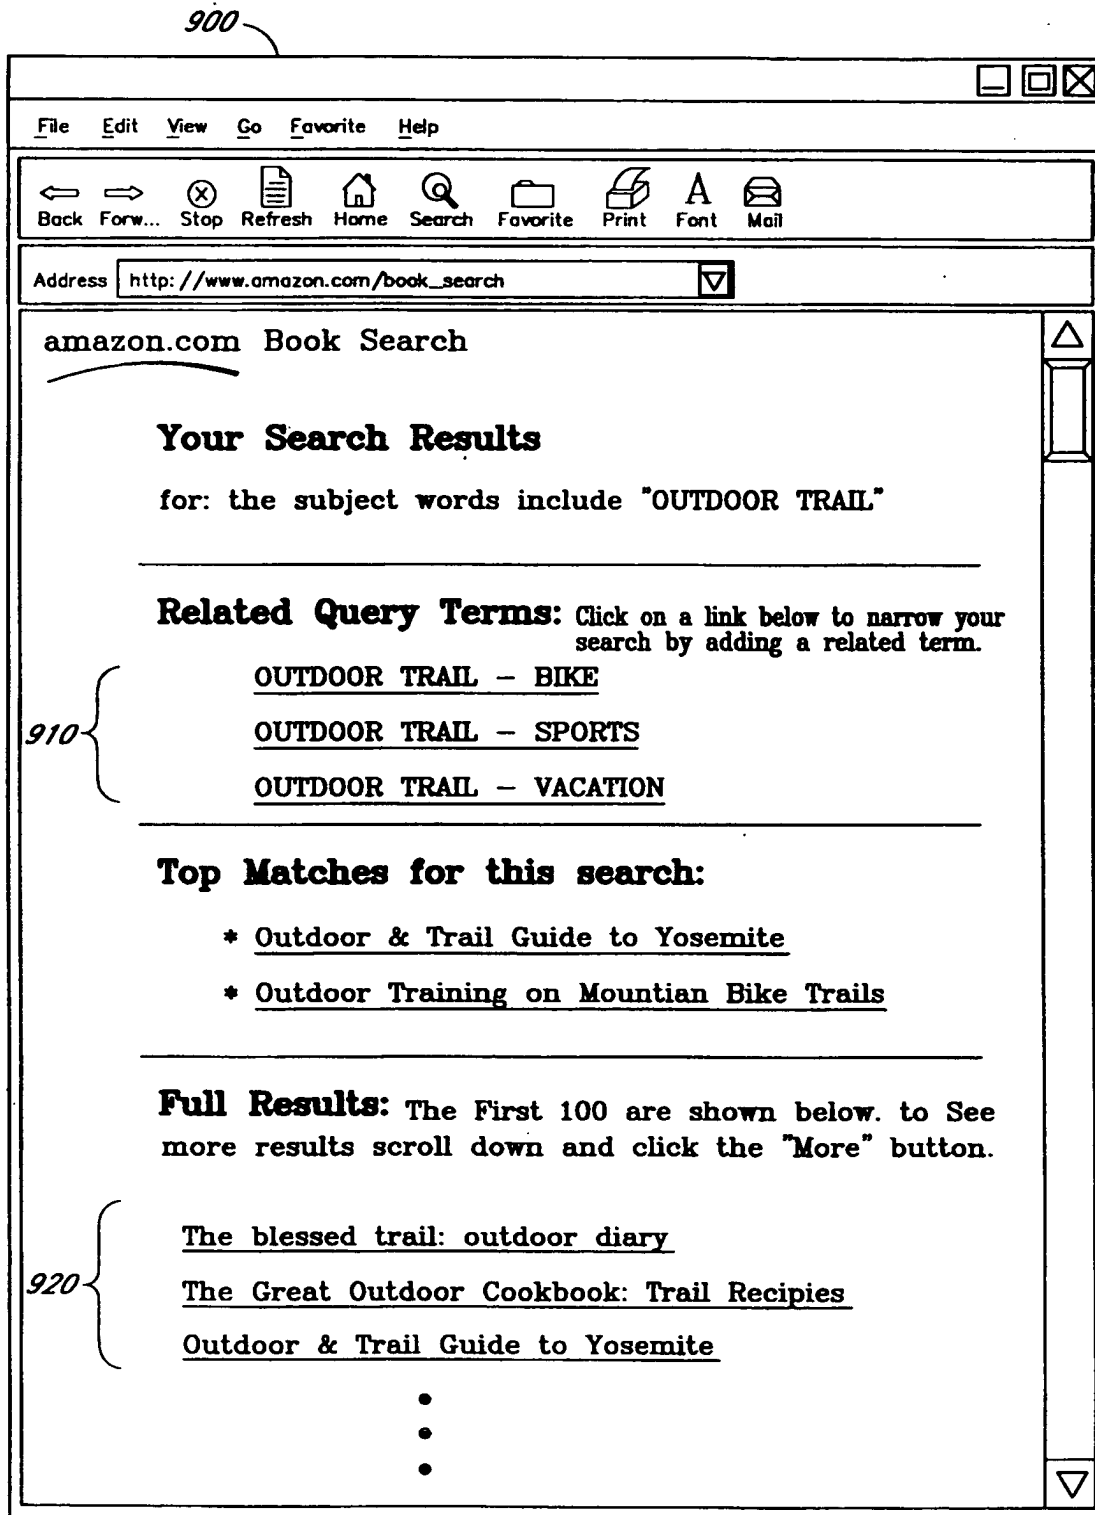 900
File Edit View Go Favorite Help
Back Forw... Stop Refresh Home Search Favorite Print Font Mail
Address http://www.amazon.com/book_search
amazon.com Book Search
Your Search Results
for: the subject words include "OUTDOOR TRAIL"
Related Query Terms: Click on a link below to narrow your
search by adding a related term.
OUTDOOR TRAIL – BIKE
910
OUTDOOR TRAIL – SPORTS
OUTDOOR TRAIL – VACATION
Top Matches for this search:
* Outdoor & Trail Guide to Yosemite
* Outdoor Training on Mountian Bike Trails
Full Results: The First 100 are shown below. to See
more results scroll down and click the "More" button.
The blessed trail: outdoor diary
920
The Great Outdoor Cookbook: Trail Recipies
Outdoor & Trail Guide to Yosemite